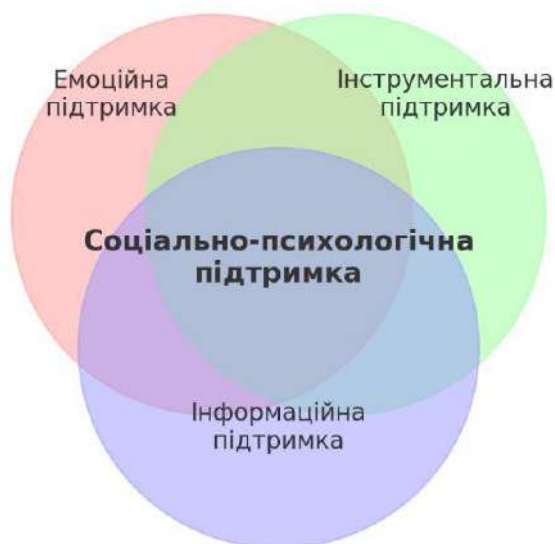 Емоційна
підтримка
Інструментальна
підтримка
Соціально-психологічна
підтримка
Інформаційна
підтримка